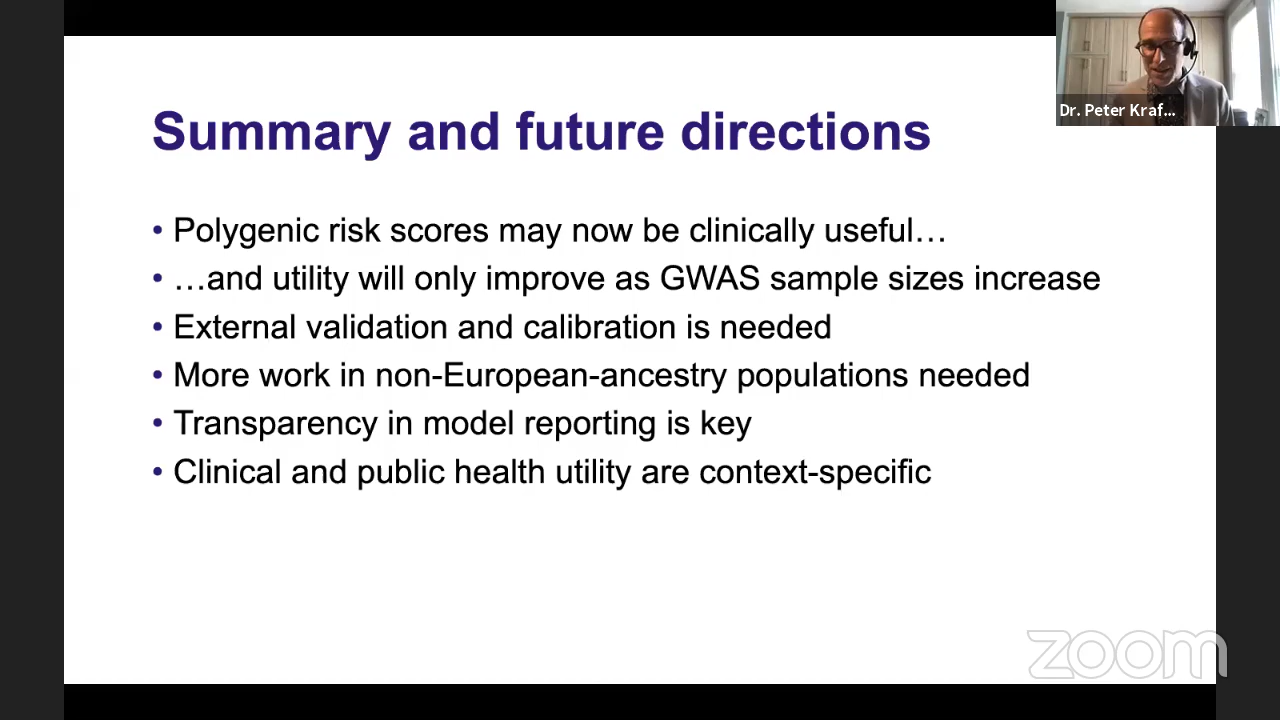 Dr. Peter Kraf...
Summary and future directions
• Polygenic risk scores may now be clinically useful…
• …and utility will only improve as GWAS sample sizes increase
• External validation and calibration is needed
• More work in non-European-ancestry populations needed
• Transparency in model reporting is key
• Clinical and public health utility are context-specific
zoom